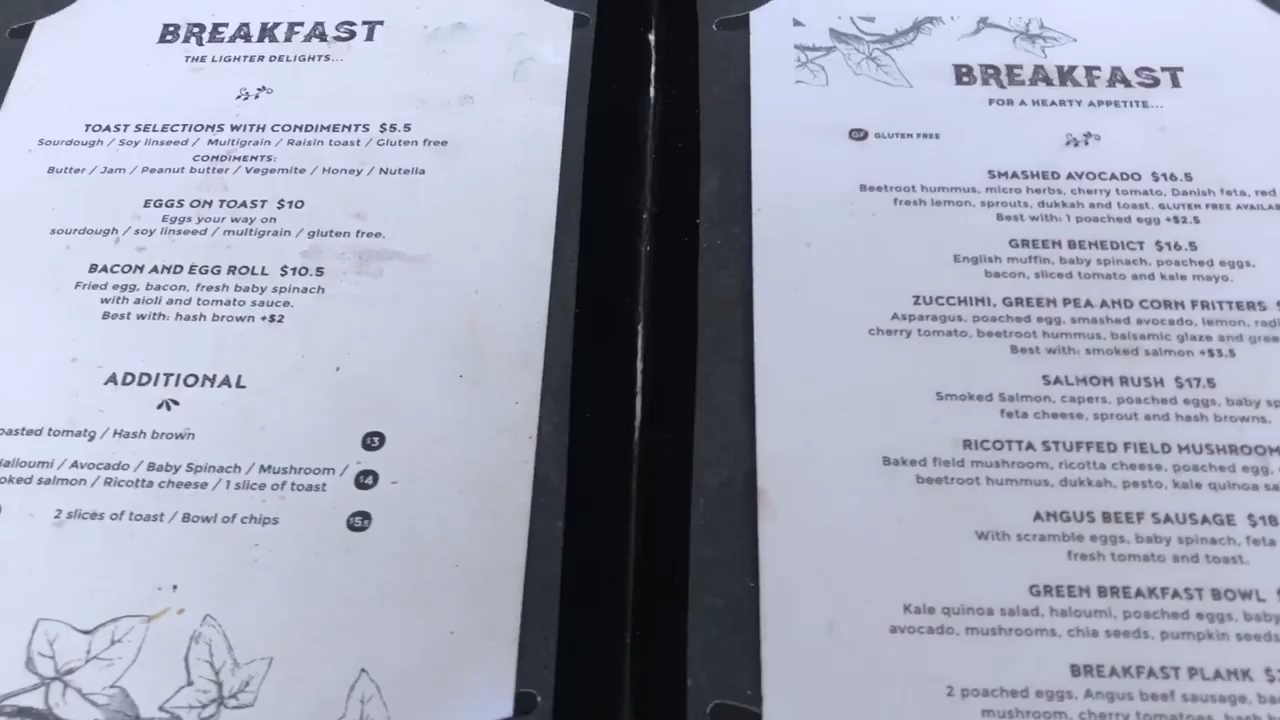 BREAKFAST
THE LIGHTER DELIGHTS...
TOAST SELECTIONS WITH CONDIMENTS $5.5
Sourdough / Soy linseed / Multigrain / Raisin toast / Gluten free
CONDIMENTS:
Butter / Jam / Peanut butter / Vegemite / Honey / Nutella
EGGS ON TOAST $10
Eggs your way on
sourdough / soy linseed / multigrain / gluten free.
BACON AND EGG ROLL $10.5
Fried egg, bacon, fresh baby spinach
with aioli and tomato sauce.
Best with: hash brown +$2
ADDITIONAL
tomato / Hash brown $3
/ Avocado / Baby Spinach / Mushroom /
salmon / Ricotta cheese / 1 slice of toast $4
2 slices of toast / Bowl of chips $5.5
BREAKFAST
FOR A HEARTY APPETITE...
GF GLUTEN FREE
SMASHED AVOCADO $16.5
Beetroot hummus, micro herbs, cherry tomato, Danish feta, red
fresh lemon, sprouts, dukkah and toast. GLUTEN FREE
Best with: 1 poached egg +$2.5
GREEN BENEDICT $16.5
English muffin, baby spinach, poached eggs,
bacon, sliced tomato and kale mayo.
ZUCCHINI, GREEN PEA AND CORN FRITTERS
Asparagus, poached egg, smashed avocado, lemon,
cherry tomato, beetroot hummus, balsamic glaze and
Best with: smoked salmon +$3.5
SALMON RUSH $17.5
Smoked Salmon, capers, poached eggs, baby
feta cheese, sprout and hash browns.
RICOTTA STUFFED FIELD MUSHROOM
Baked field mushroom, ricotta cheese, poached egg,
beetroot hummus, dukkah, pesto, kale quinoa
ANGUS BEEF SAUSAGE $18
With scramble eggs, baby spinach, feta
fresh tomato and toast.
GREEN BREAKFAST BOWL
Kale quinoa salad, haloumi, poached eggs, baby
avocado, mushrooms, chia seeds, pumpkin seeds
BREAKFAST PLANK
2 poached eggs, Angus beef sausage,
mushroom, cherry